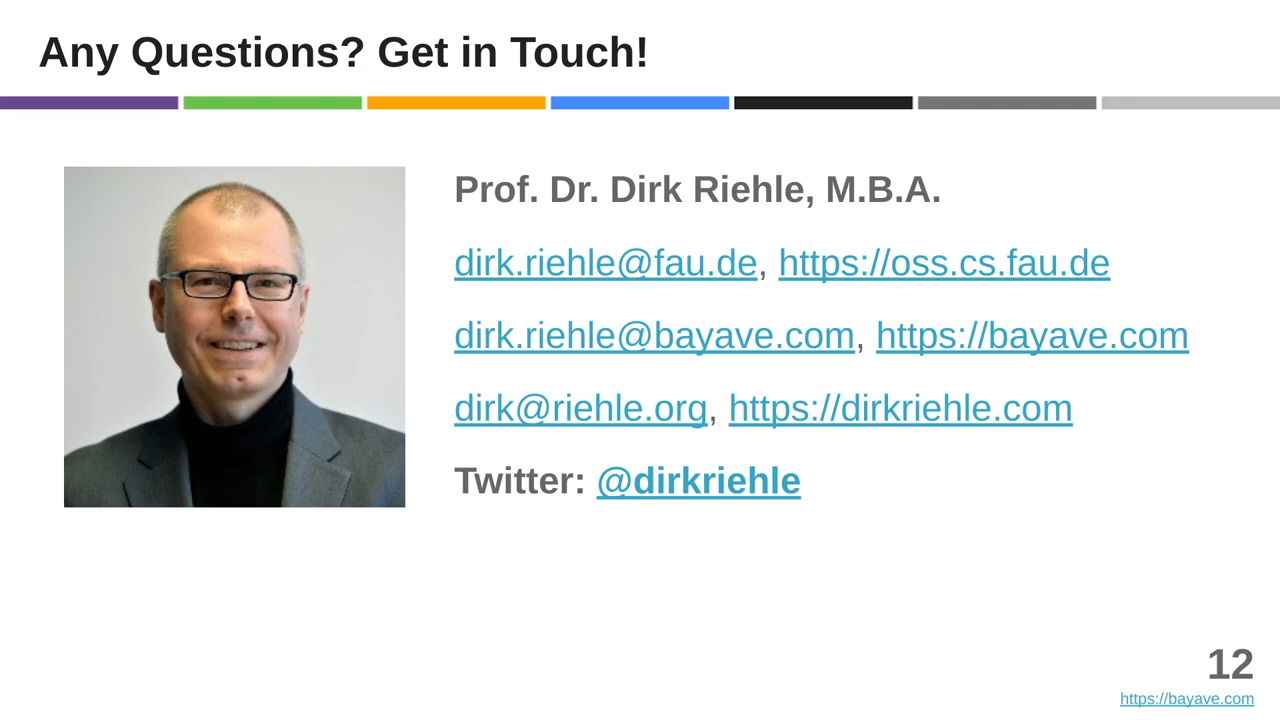 Any Questions? Get in Touch!
Prof. Dr. Dirk Riehle, M.B.A.
dirk.riehle@fau.de, https://oss.cs.fau.de
dirk.riehle@bayave.com, https://bayave.com
dirk@riehle.org, https://dirkriehle.com
Twitter: @dirkriehle
12
https://bayave.com